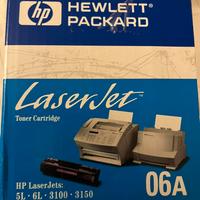 hp HEWLETT®
PACKARD
LaserJet
Toner Cartridge
HP LaserJets:
5L · 6L · 3100 · 3150
06A